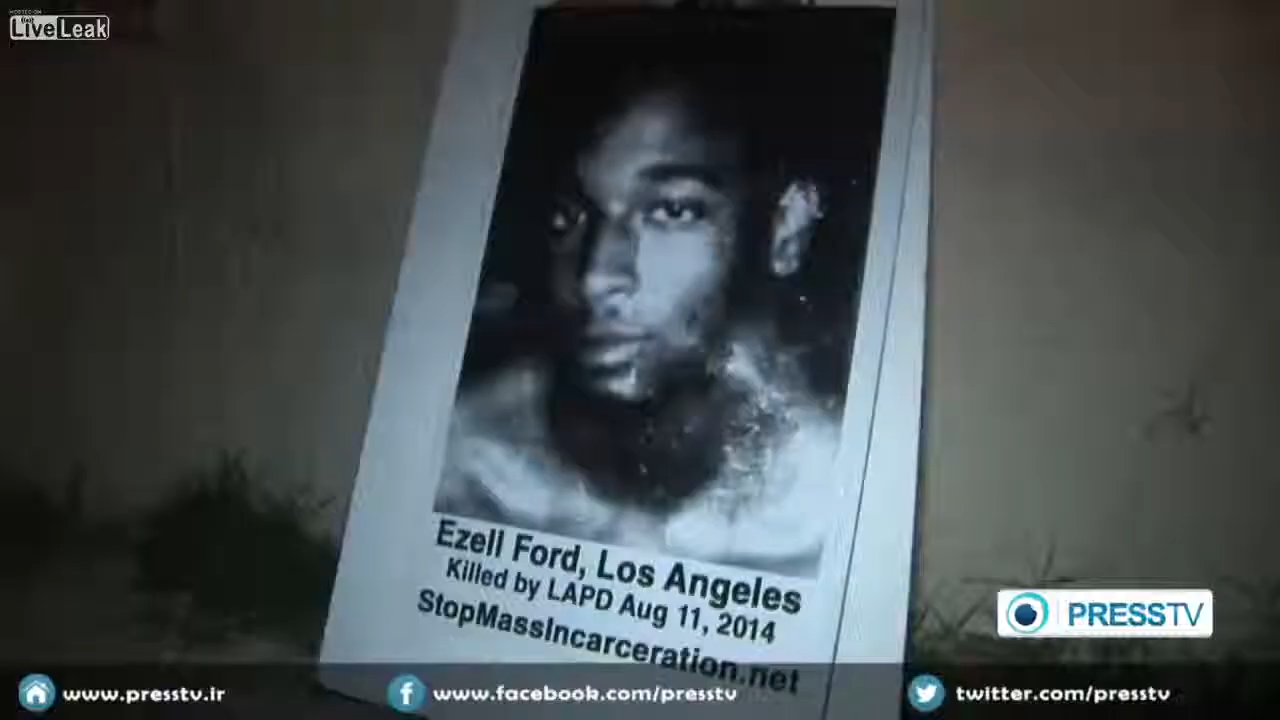 LiveLeak
Ezell Ford, Los Angeles
Killed by LAPD Aug 11, 2014
StopMassIncarceration.net
PRESSTV
www.presstv.ir
www.facebook.com/presstv
twitter.com/presstv